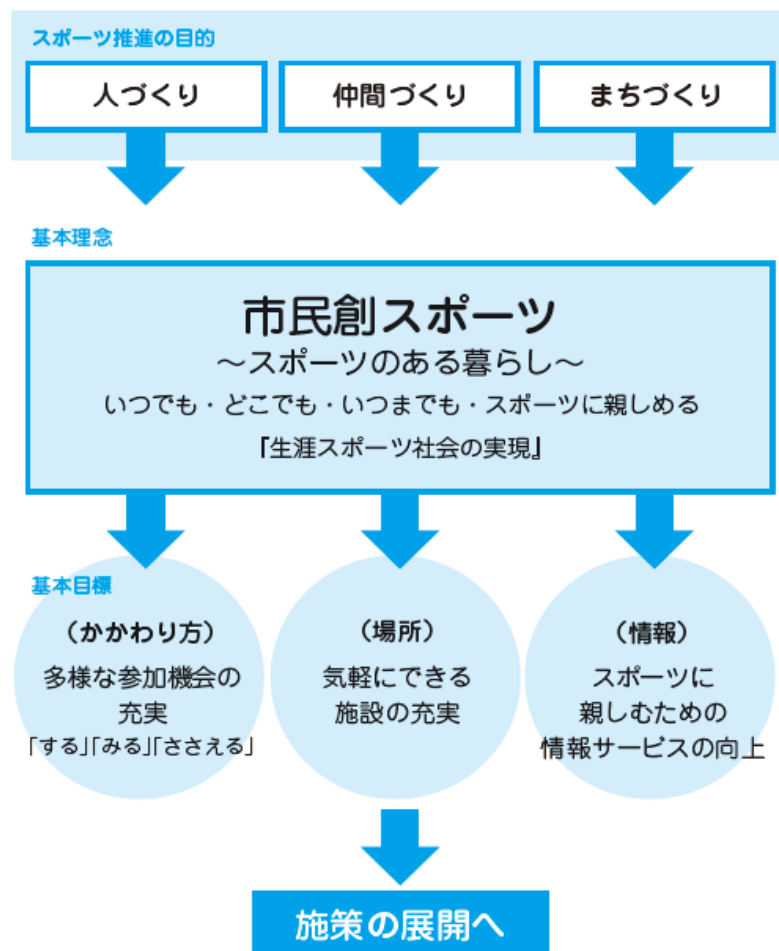 スポーツ推進の目的
人づくり
仲間づくり
まちづくり
基本理念
市民創スポーツ
～スポーツのある暮らし～
いつでも・どこでも・いつまでも・スポーツに親しめる
『生涯スポーツ社会の実現』
基本目標
（かかわり方）
多様な参加機会の
充実
「する」「みる」「ささえる」
（場所）
気軽にできる
施設の充実
（情報）
スポーツに
親しむための
情報サービスの向上
施策の展開へ